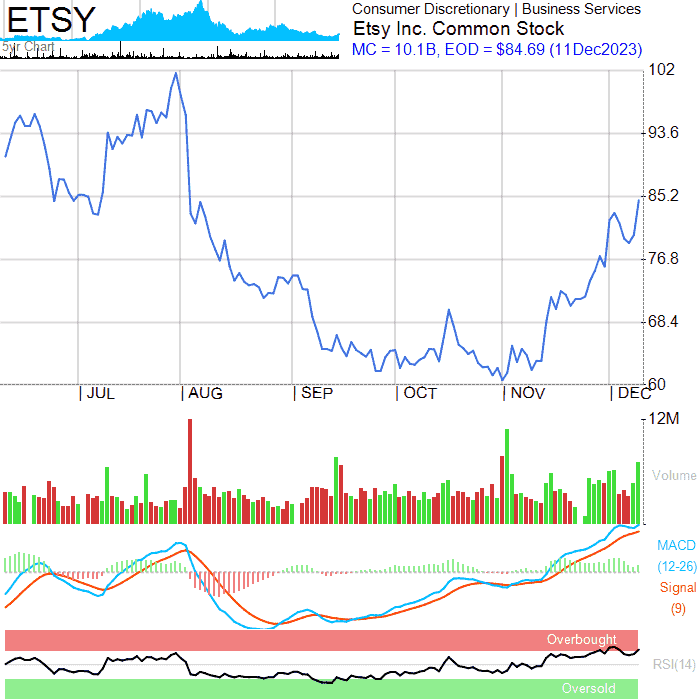 ETSY
5yr Chart
Consumer Discretionary | Business Services
Etsy Inc. Common Stock
MC = 10.1B, EOD = $84.69 (11Dec2023)
102
93.6
85.2
76.8
68.4
60
| JUL | AUG | SEP | OCT | NOV | DEC
12M
Volume
MACD
(12-26)
Signal
(9)
Overbought
RSI(14)
Oversold